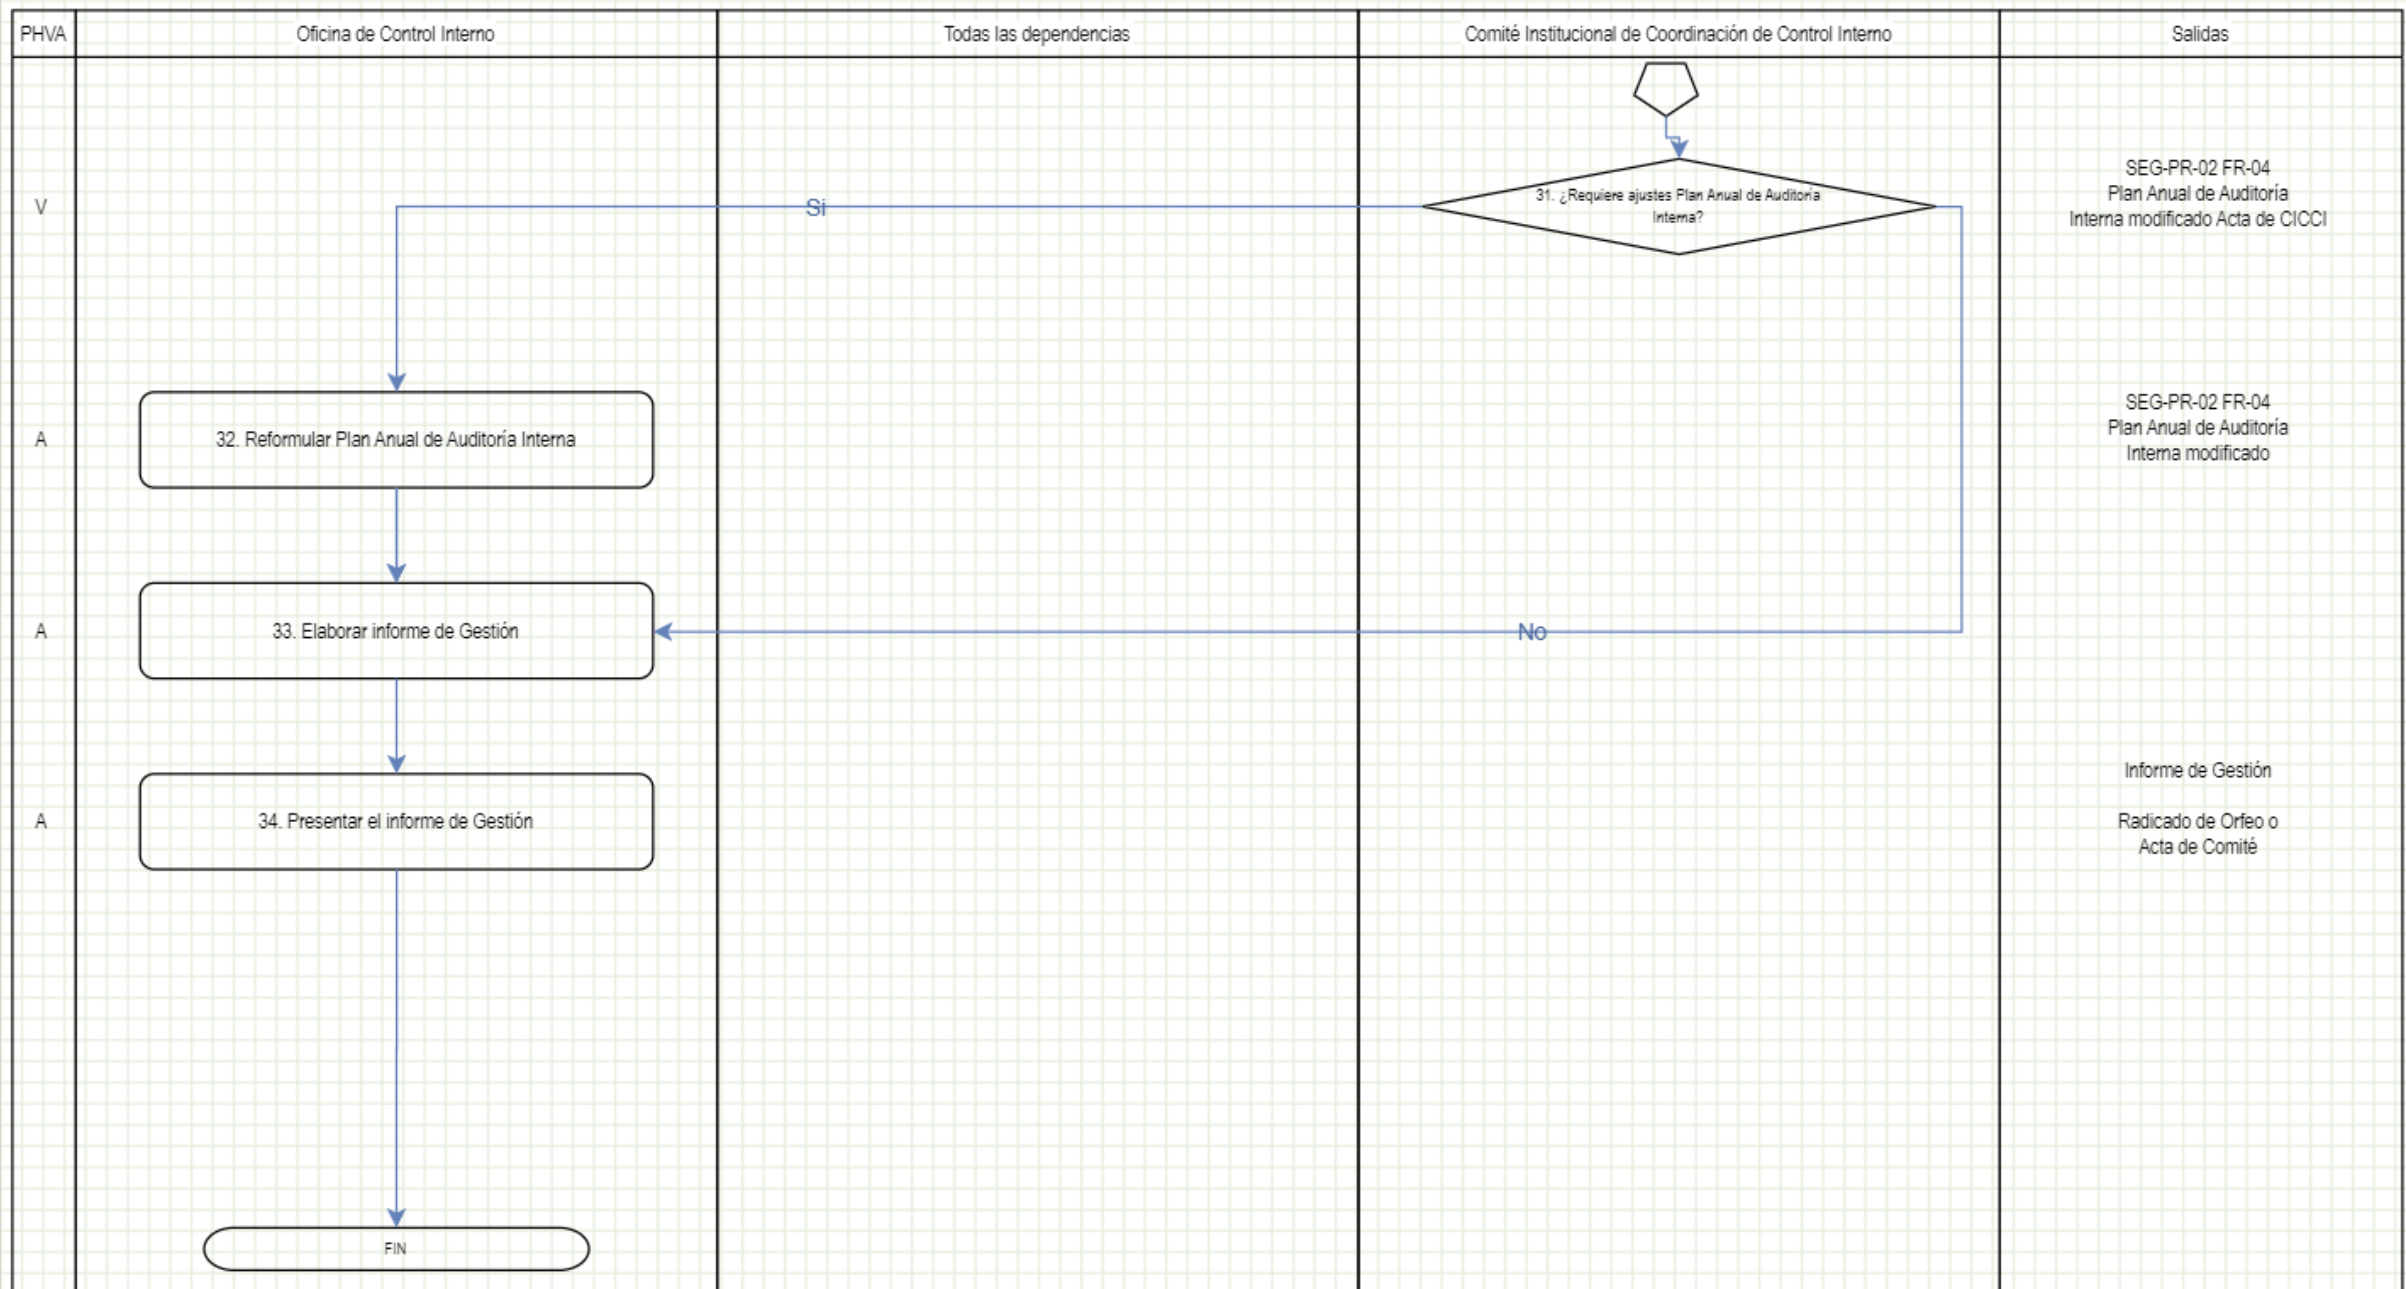 PHVA
Oficina de Control Interno
Todas las dependencias
Comité Institucional de Coordinación de Control Interno
Salidas
V
Si
31. ¿Requiere ajustes Plan Anual de Auditoría
Interna?
SEG-PR-02 FR-04
Plan Anual de Auditoría
Interna modificado Acta de CICCI
A
32. Reformular Plan Anual de Auditoría Interna
SEG-PR-02 FR-04
Plan Anual de Auditoría
Interna modificado
A
33. Elaborar informe de Gestión
No
A
34. Presentar el informe de Gestión
Informe de Gestión
Radicado de Orfeo o
Acta de Comité
FIN